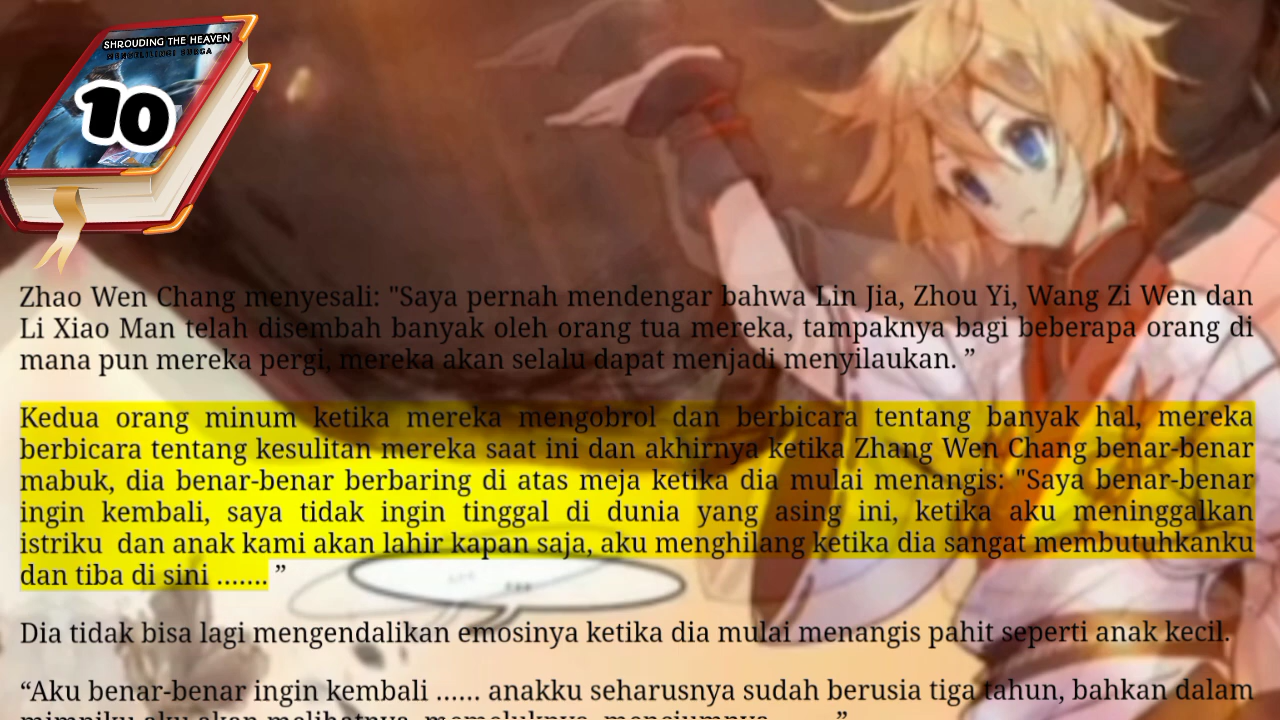 SHROUDING THE HEAVEN
10
Zhao Wen Chang menyesali: "Saya pernah mendengar bahwa Lin Jia, Zhou Yi, Wang Zi Wen dan
Li Xiao Man telah disembah banyak oleh orang tua mereka, tampaknya bagi beberapa orang di
mana pun mereka pergi, mereka akan selalu dapat menjadi menyilaukan. ”
Kedua orang minum ketika mereka mengobrol dan berbicara tentang banyak hal, mereka
berbicara tentang kesulitan mereka saat ini dan akhirnya ketika Zhang Wen Chang benar-benar
mabuk, dia benar-benar berbaring di atas meja ketika dia mulai menangis: "Saya benar-benar
ingin kembali, saya tidak ingin tinggal di dunia yang asing ini, ketika aku meninggalkan
istriku dan anak kami akan lahir kapan saja, aku menghilang ketika dia sangat membutuhkanku
dan tiba di sini ....... ”
...
Dia tidak bisa lagi mengendalikan emosinya ketika dia mulai menangis pahit seperti anak kecil.
“Aku benar-benar ingin kembali ...... anakku seharusnya sudah berusia tiga tahun, bahkan dalam
mimpiku aku akan melihatnya, memeluknya, menciumnya ....... ”